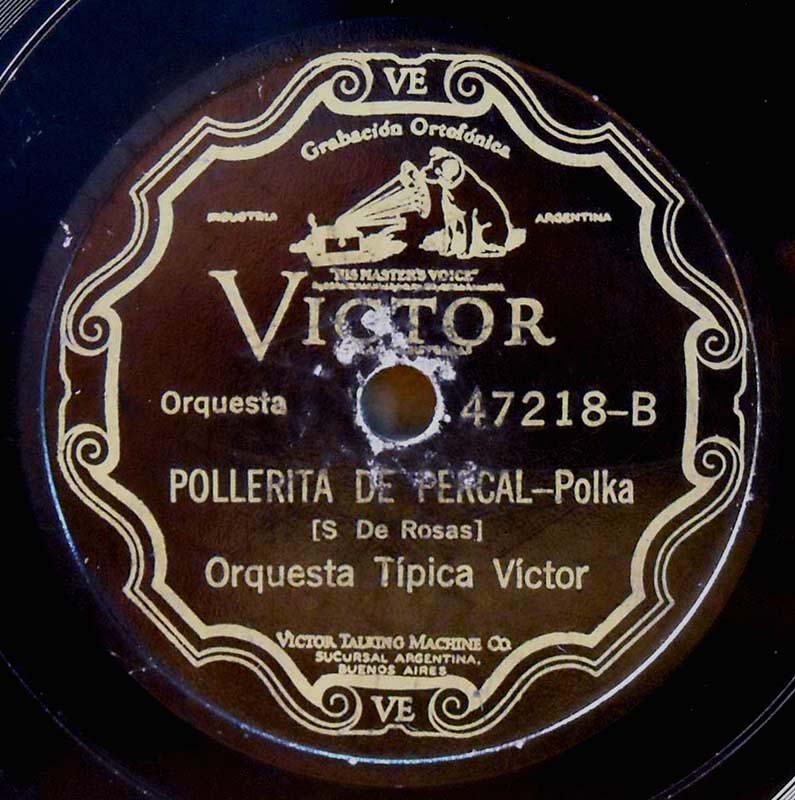 VE
Grabación Ortofónica
INDUSTRIA ARGENTINA
"HIS MASTER'S VOICE"
VICTOR
Orquesta 47218-B
POLLERITA DE PERCAL-Polka
[S De Rosas]
Orquesta Típica Víctor
VICTOR TALKING MACHINE CO.
SUCURSAL ARGENTINA,
BUENOS AIRES
VE